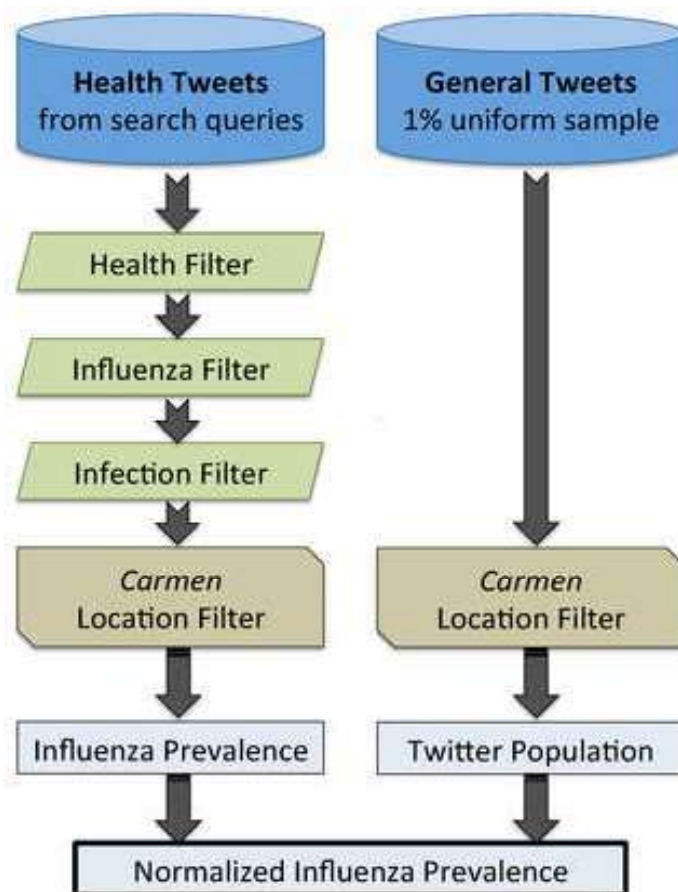 Health Tweets
from search queries
General Tweets
1% uniform sample
Health Filter
Influenza Filter
Infection Filter
Carmen
Location Filter
Carmen
Location Filter
Influenza Prevalence
Twitter Population
Normalized Influenza Prevalence